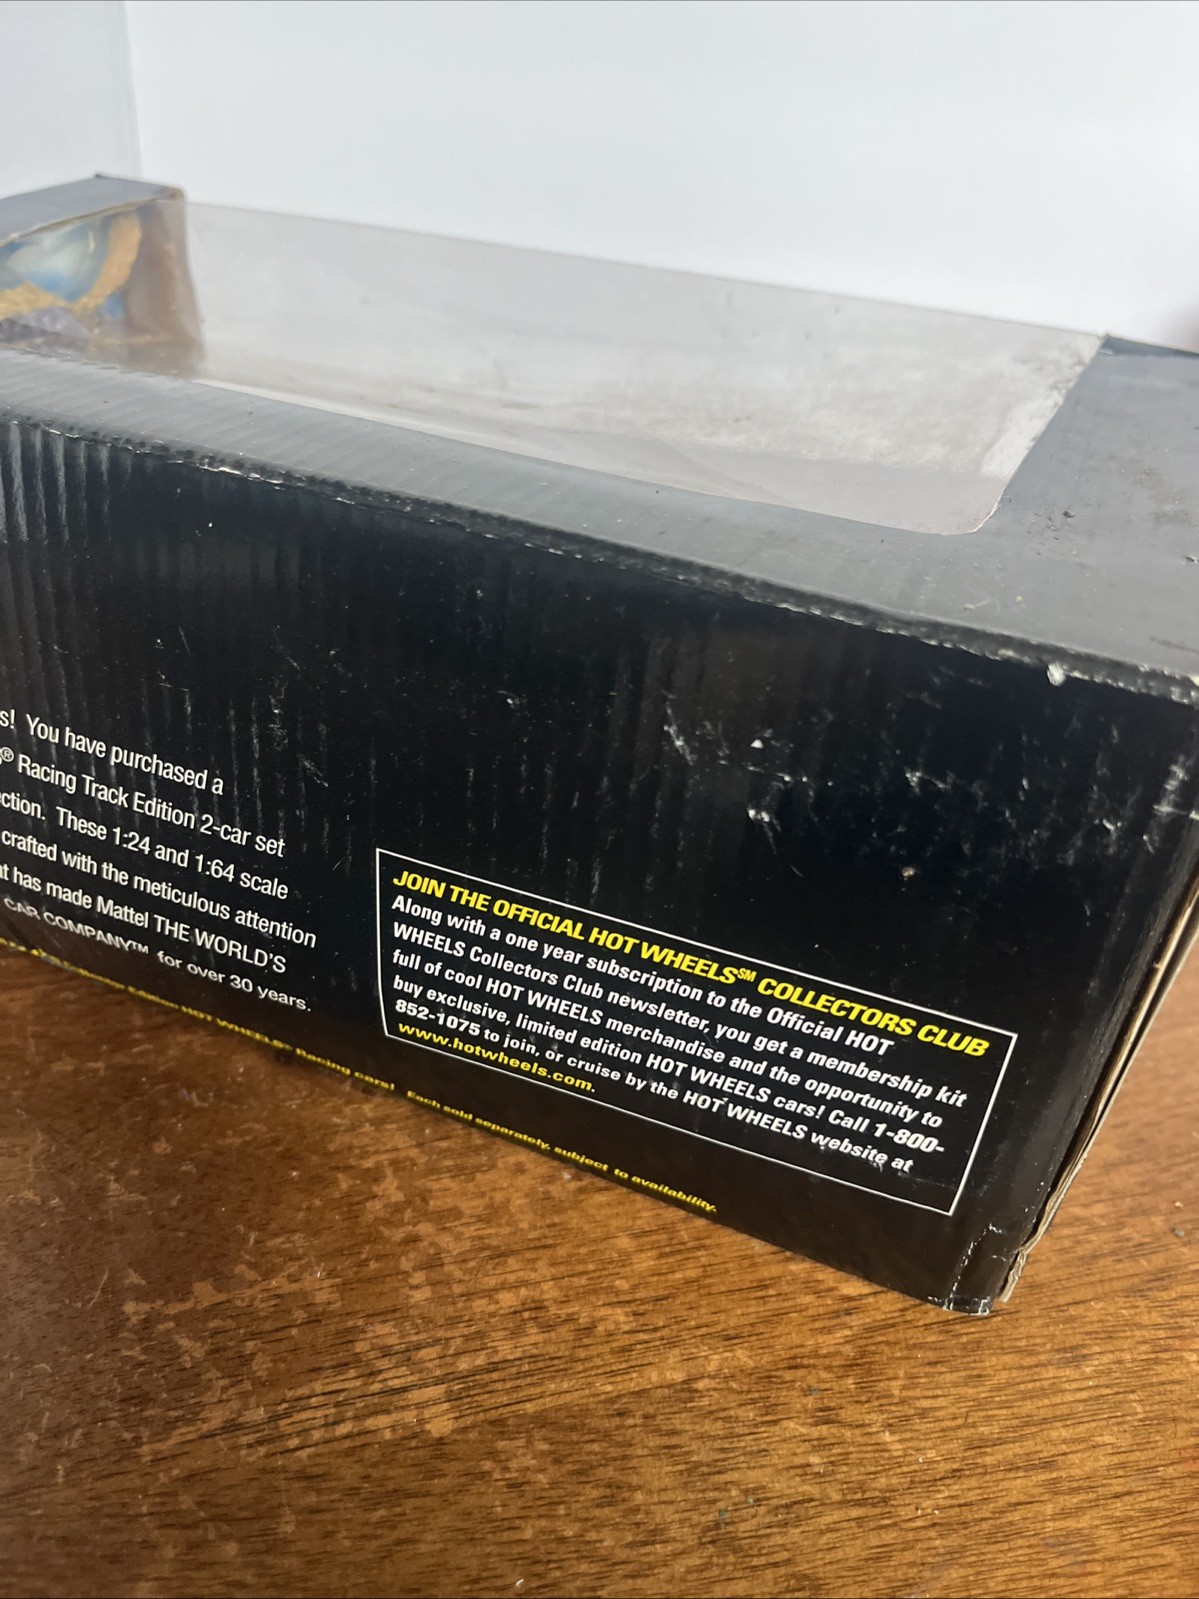 s! You have purchased a
® Racing Track Edition 2-car set
ction. These 1:24 and 1:64 scale
crafted with the meticulous attention
at has made Mattel THE WORLD'S
CAR COMPANY™ for over 30 years.
Edition HOT WHEELS® Racing cars! Each sold separately, subject to availability.
JOIN THE OFFICIAL HOT WHEELS℠ COLLECTORS CLUB
Along with a one year subscription to the Official HOT
WHEELS Collectors Club newsletter, you get a membership kit
full of cool HOT WHEELS merchandise and the opportunity to
buy exclusive, limited edition HOT WHEELS cars! Call 1-800-
852-1075 to join, or cruise by the HOT WHEELS website at
www.hotwheels.com.